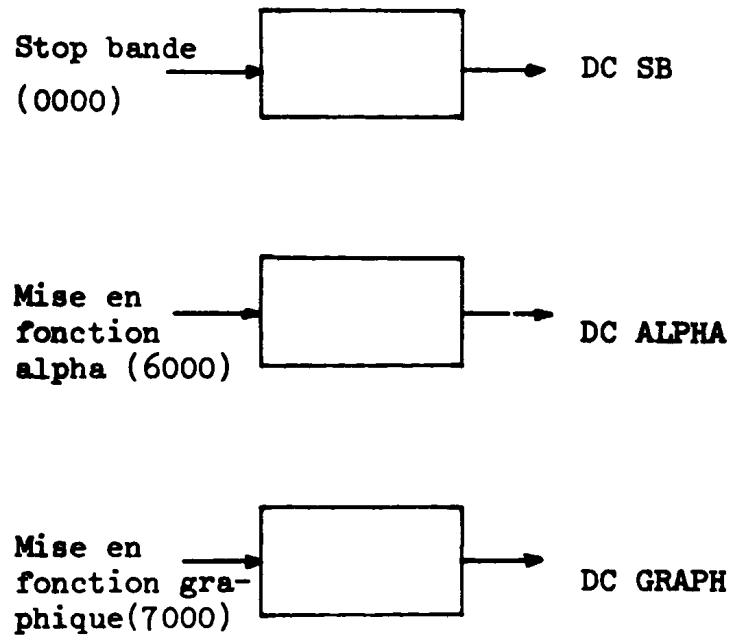 Stop bande
(0000)
DC SB
Mise en
fonction
alpha (6000)
DC ALPHA
Mise en
fonction gra-
phique(7000)
DC GRAPH